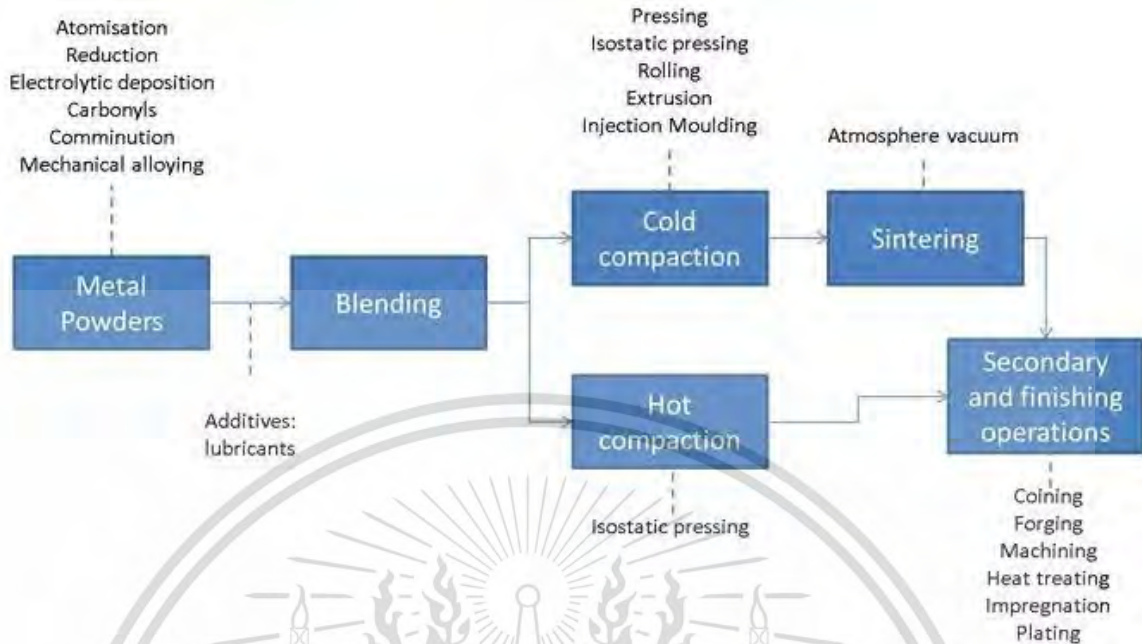 Atomisation
Reduction
Electrolytic deposition
Carbonyls
Comminution
Mechanical alloying
Pressing
Isostatic pressing
Rolling
Extrusion
Injection Moulding
Atmosphere vacuum
Metal
Powders
Blending
Cold
compaction
Sintering
Additives:
lubricants
Hot
compaction
Isostatic pressing
Secondary
and finishing
operations
Coining
Forging
Machining
Heat treating
Impregnation
Plating